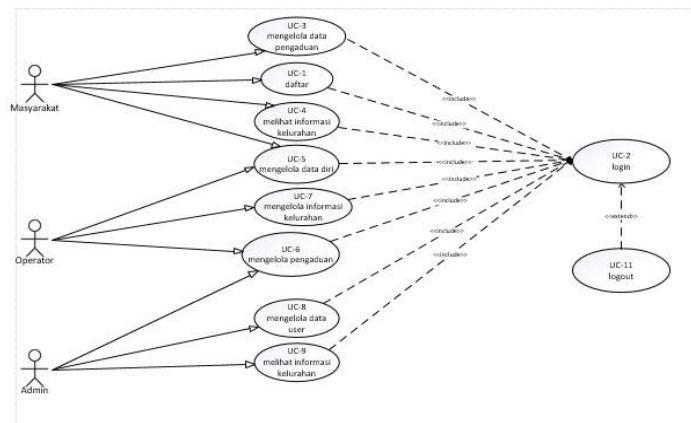 UC-3
mengelola data
pengaduan
UC-1
daftar
Masyarakat
UC-4
melihat informasi
kelurahan
UC-5
mengelola data diri
UC-7
mengelola informasi
kelurahan
Operator
UC-6
mengelola pengaduan
UC-8
mengelola data
user
UC-9
melihat informasi
kelurahan
Admin
<<include>>
<<include>>
<<include>>
<<include>>
<<include>>
<<include>>
<<include>>
<<include>>
UC-2
login
<<extend>>
UC-11
logout